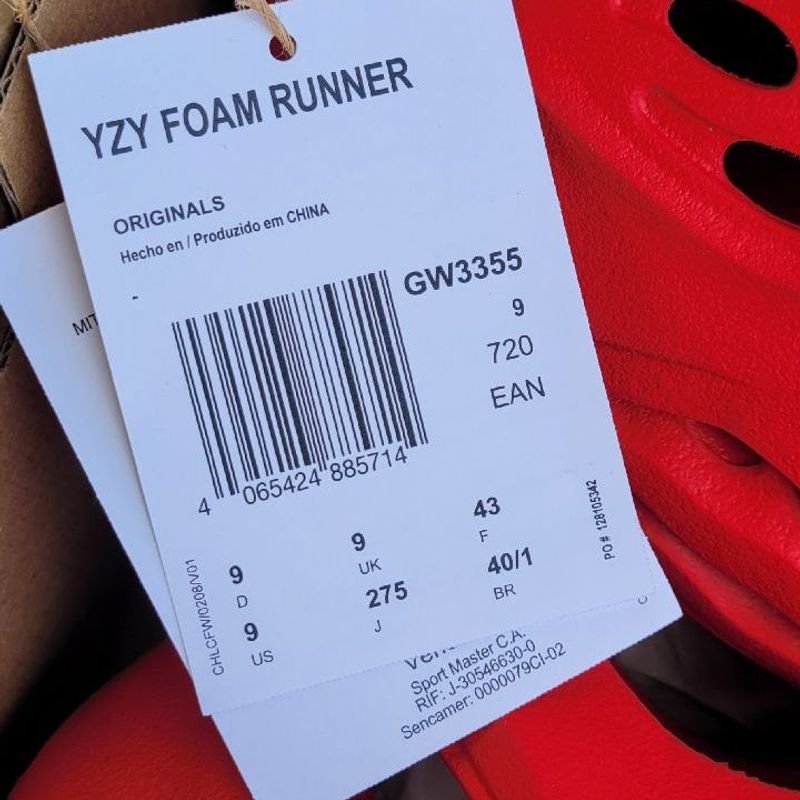 YZY FOAM RUNNER
ORIGINALS
Hecho en / Produzido em CHINA
-
GW3355
9
720
EAN
4 065424 885714
9
D
9
UK
43
F
9
US
275
J
40/1
BR
CHLCFW/0208/V01
PO# 128105342
Sport Master C.A.
RIF: J-30546630-0
Sencamer: 0000079CI-02